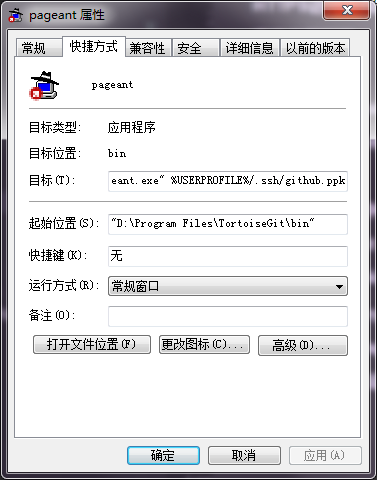 pageant 属性
常规 快捷方式 兼容性 安全 详细信息 以前的版本
pageant
目标类型: 应用程序
目标位置: bin
目标(T): eant.exe" %USERPROFILE%/.ssh/github.ppk
起始位置(S): "D:\Program Files\TortoiseGit\bin"
快捷键(K): 无
运行方式(R): 常规窗口
备注(O):
打开文件位置(F) 更改图标(C)... 高级(D)...
确定 取消 应用(A)